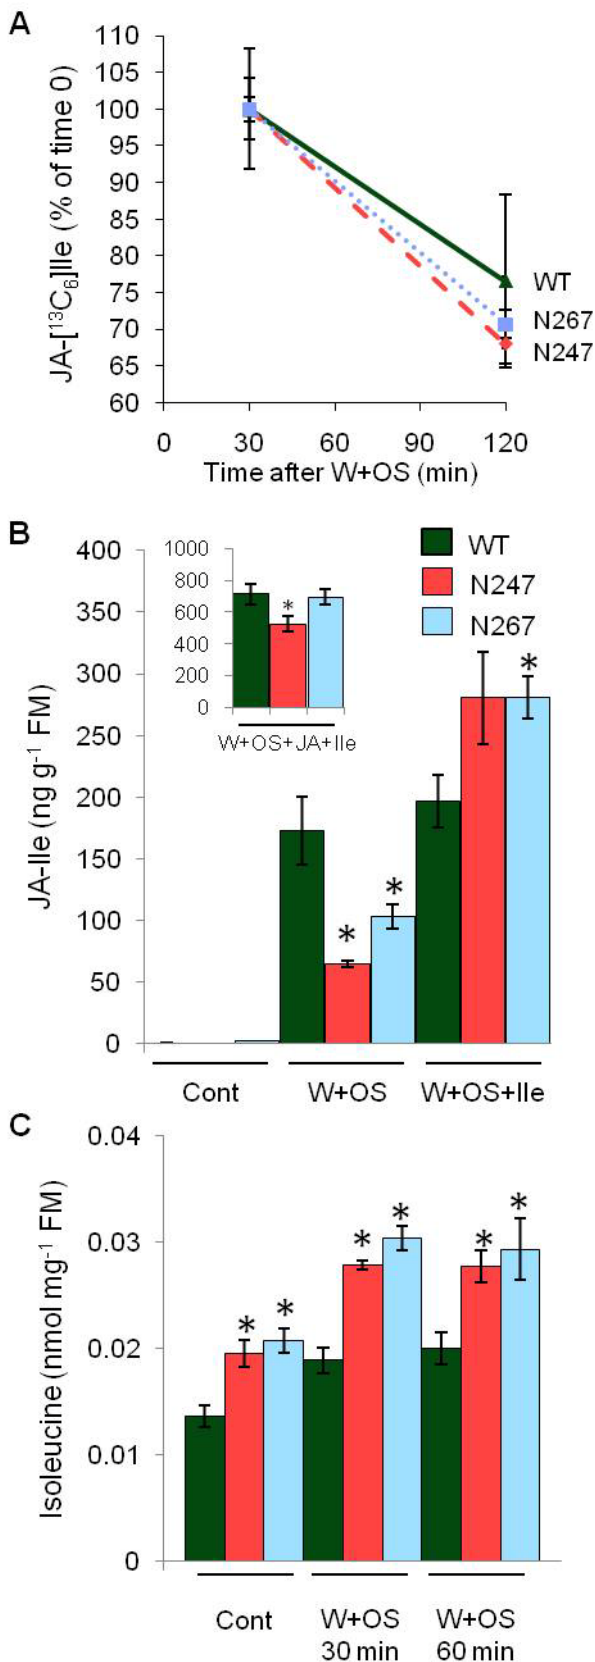 A
JA-[¹³C₆]Ile (% of time 0)
110
105
100
95
90
85
80
75
70
65
60
WT
N267
N247
0 30 60 90 120
Time after W+OS (min)
B
JA-Ile (ng g⁻¹ FM)
400
350
300
250
200
150
100
50
0
1000
800
600
400
200
0
*
W+OS+JA+Ile
WT
N247
N267
*
*
*
Cont W+OS W+OS+Ile
C
Isoleucine (nmol mg⁻¹ FM)
0.04
0.03
0.02
0.01
0
* * * * * *
Cont W+OS W+OS
30 min 60 min